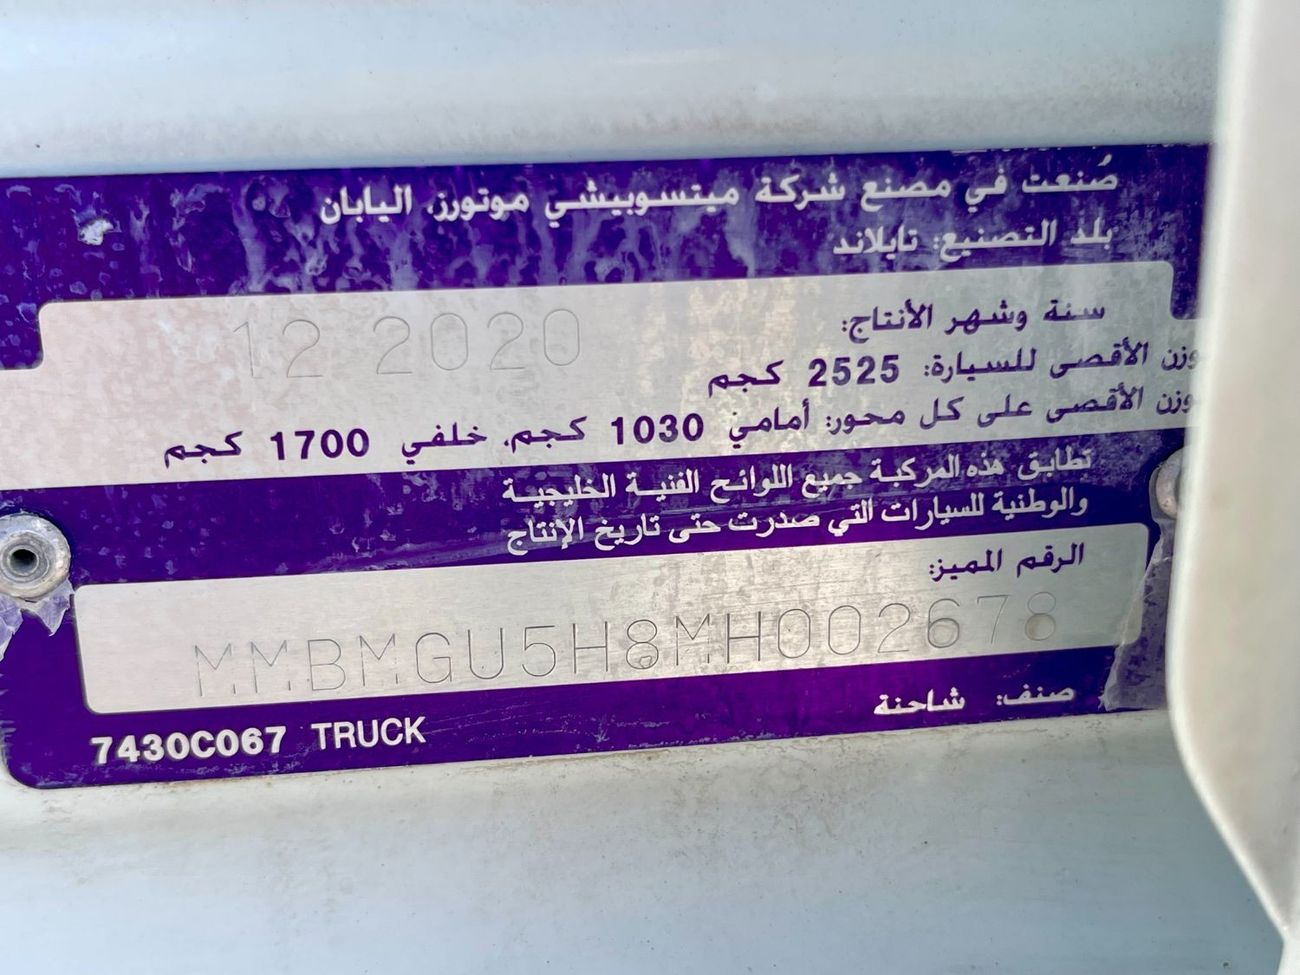 صُنعت في مصنع شركة ميتسوبيشي موتورز، اليابان
بلد التصنيع: تايلاند
سنة وشهر الأنتاج: 12 2020
وزن الأقصى للسيارة: 2525 كجم
وزن الأقصى على كل محور: أمامي 1030 كجم. خلفي 1700 كجم
تطابق هذه المركبة جميع اللوائح الفنية الخليجية
والوطنية للسيارات التي صدرت حتى تاريخ الإنتاج
الرقم المميز:
MMBMGU5H8MH002678
صنف: شاحنة
7430C067 TRUCK